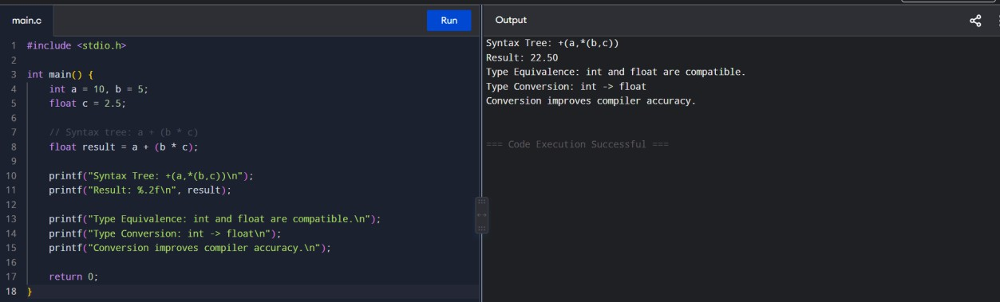 main.c
Run
1 #include <stdio.h>
2
3 int main() {
4     int a = 10, b = 5;
5     float c = 2.5;
6
7     // Syntax tree: a + (b * c)
8     float result = a + (b * c);
9
10     printf("Syntax Tree: +(a,*(b,c))\n");
11     printf("Result: %.2f\n", result);
12
13     printf("Type Equivalence: int and float are compatible.\n");
14     printf("Type Conversion: int -> float\n");
15     printf("Conversion improves compiler accuracy.\n");
16
17     return 0;
18 }
Output
Syntax Tree: +(a,*(b,c))
Result: 22.50
Type Equivalence: int and float are compatible.
Type Conversion: int -> float
Conversion improves compiler accuracy.
=== Code Execution Successful ===